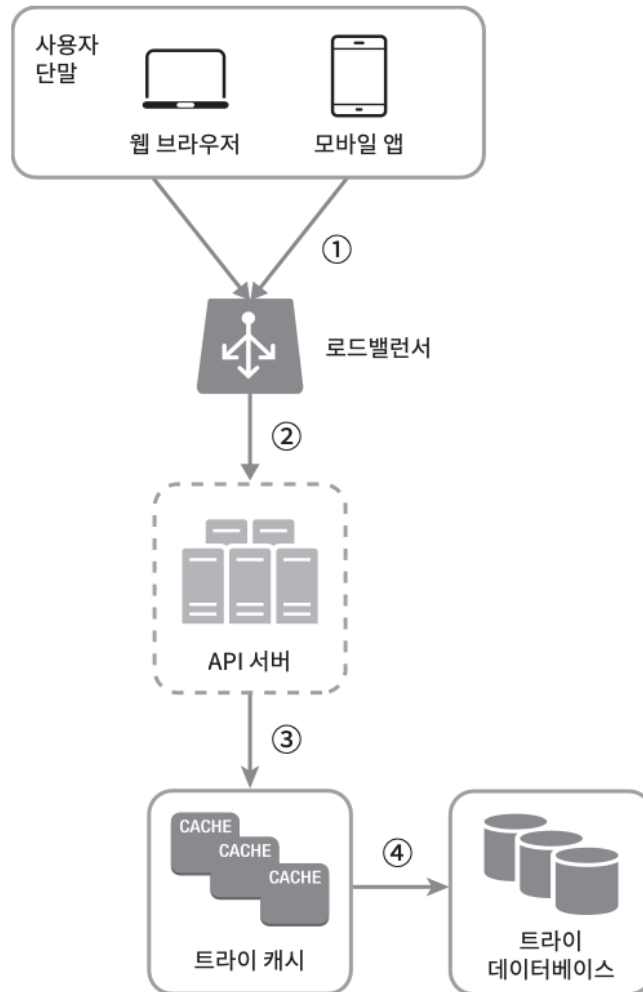 사용자
단말
웹 브라우저
모바일 앱
①
로드밸런서
②
API 서버
③
CACHE
CACHE
CACHE
④
트라이 캐시
트라이
데이터베이스